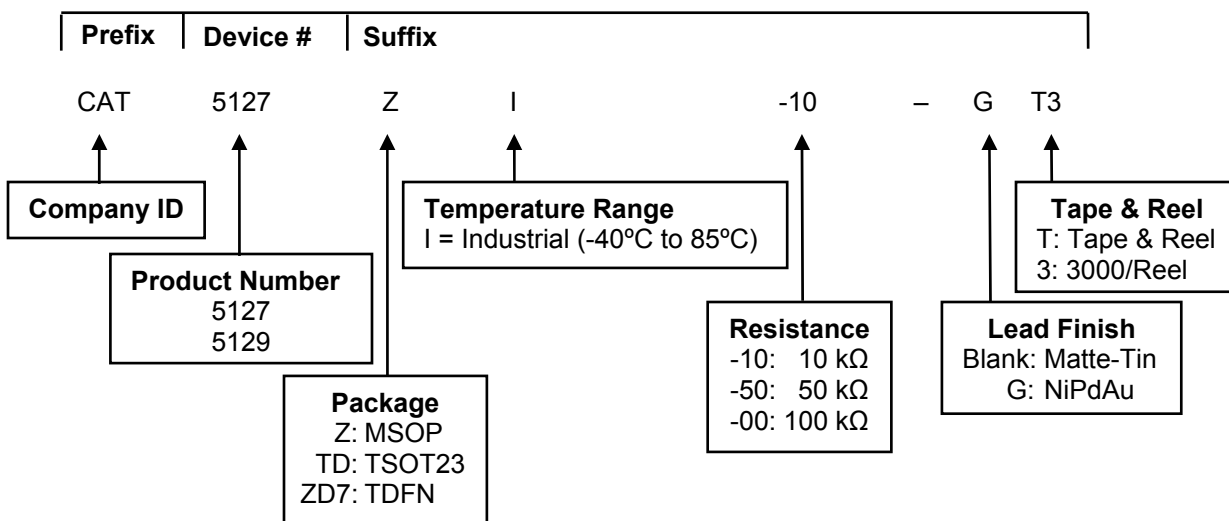 Prefix Device # Suffix
CAT 5127 Z I -10 – G T3
Company ID
Product Number
5127
5129
Package
Z: MSOP
TD: TSOT23
ZD7: TDFN
Temperature Range
I = Industrial (-40ºC to 85ºC)
Resistance
-10: 10 kΩ
-50: 50 kΩ
-00: 100 kΩ
Lead Finish
Blank: Matte-Tin
G: NiPdAu
Tape & Reel
T: Tape & Reel
3: 3000/Reel